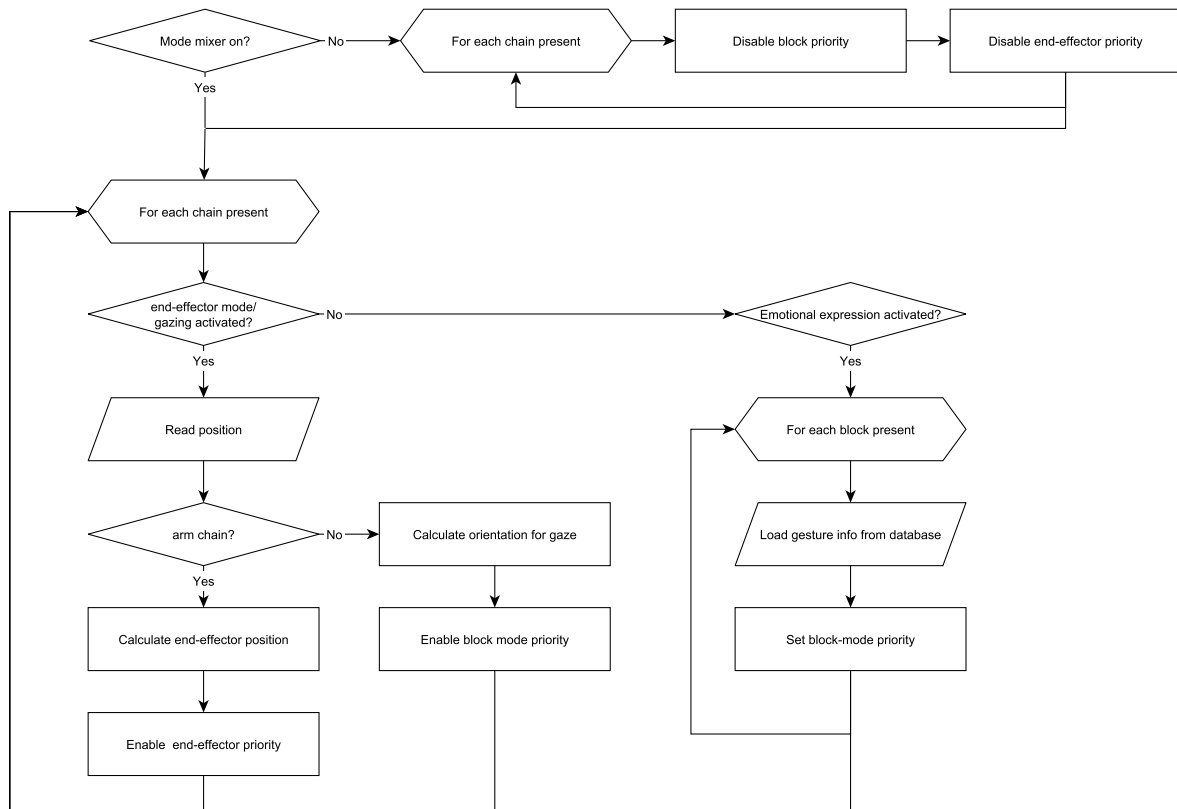 Mode mixer on?
No
For each chain present
Disable block priority
Disable end-effector priority
Yes
For each chain present
end-effector mode/
gazing activated?
No
Emotional expression activated?
Yes
Yes
Read position
For each block present
arm chain?
No
Calculate orientation for gaze
Load gesture info from database
Yes
Calculate end-effector position
Enable block mode priority
Set block-mode priority
Enable end-effector priority